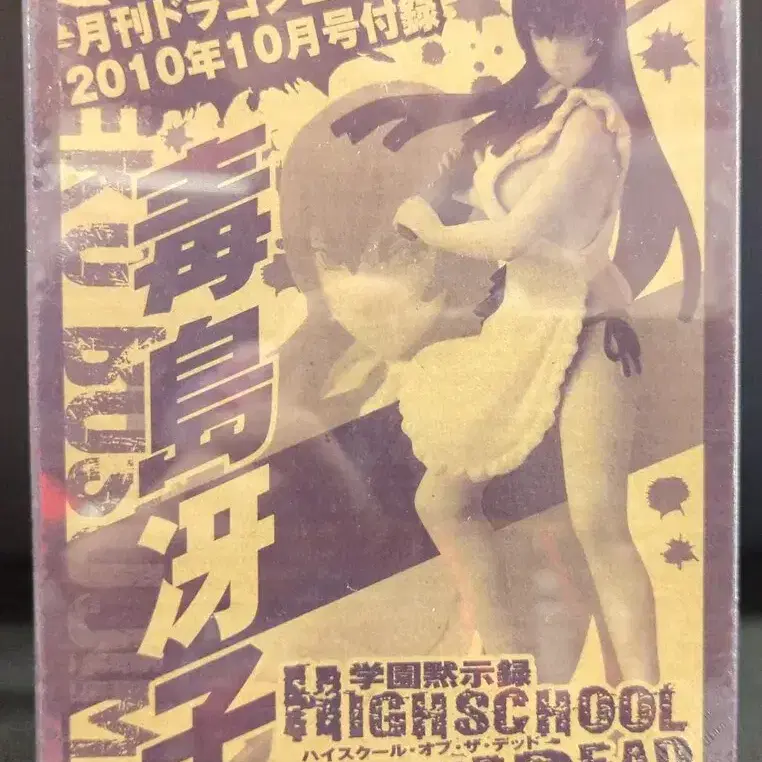 月刊ドラゴン
2010年10月号付録
毒島冴子
BUSUJIM
学園黙示録
HIGHSCHOOL
ハイスクール・オブ・ザ・デッド
DEAD